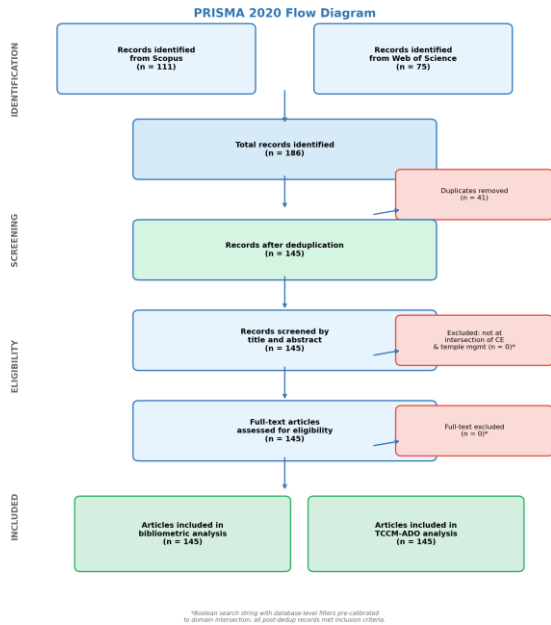 PRISMA 2020 Flow Diagram
IDENTIFICATION
Records identified
from Scopus
(n = 111)
Records identified
from Web of Science
(n = 75)
Total records identified
(n = 186)
Duplicates removed
(n = 41)
SCREENING
Records after deduplication
(n = 145)
ELIGIBILITY
Records screened by
title and abstract
(n = 145)
Excluded: not at
intersection of CE
& temple mgmt (n = 0)*
Full-text articles
assessed for eligibility
(n = 145)
Full-text excluded
(n = 0)*
INCLUDED
Articles included in
bibliometric analysis
(n = 145)
Articles included in
TCCM-ADO analysis
(n = 145)
*Boolean search string with database-level filters pre-calibrated
to domain intersection; all post-dedup records met inclusion criteria.